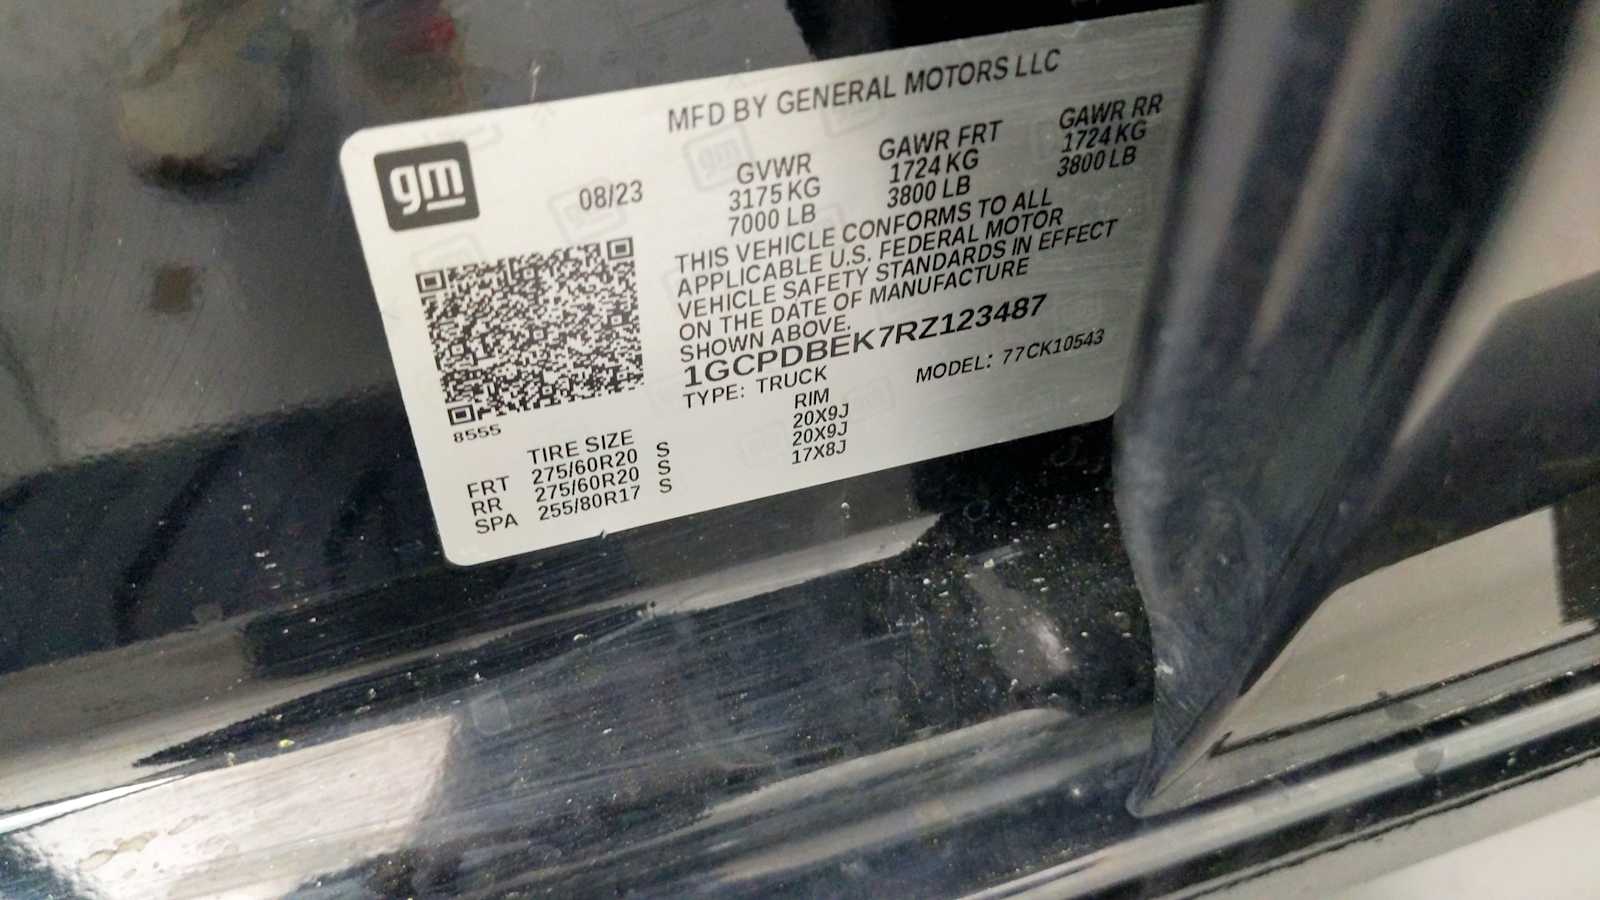 MFD BY GENERAL MOTORS LLC
gm
08/23
GVWR
3175 KG
7000 LB
GAWR FRT
1724 KG
3800 LB
GAWR RR
1724 KG
3800 LB
THIS VEHICLE CONFORMS TO ALL
APPLICABLE U.S. FEDERAL MOTOR
VEHICLE SAFETY STANDARDS IN EFFECT
ON THE DATE OF MANUFACTURE
SHOWN ABOVE.
1GCPDBEK7RZ123487
TYPE: TRUCK
MODEL: 77CK10543
8555
TIRE SIZE
RIM
FRT 275/60R20 S 20X9J
RR 275/60R20 S 20X9J
SPA 255/80R17 S 17X8J